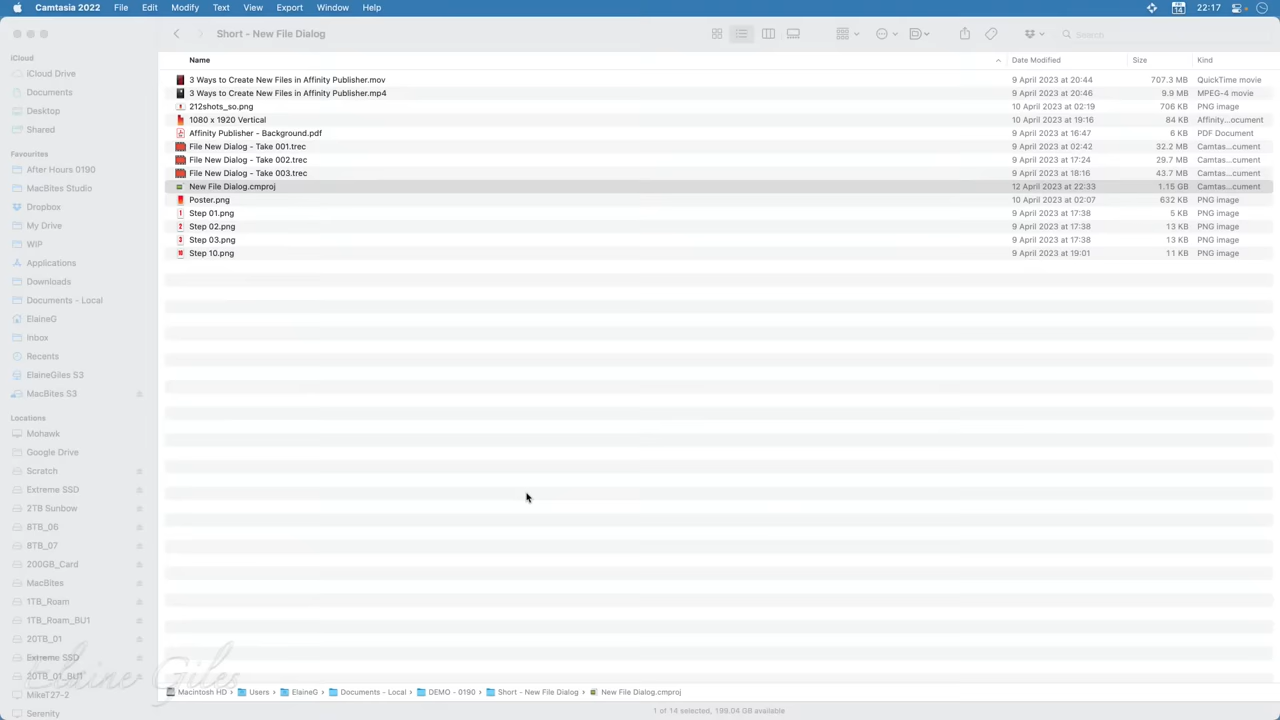 Camtasia 2022 File Edit Modify Text View Export Window Help 14 22:17
Short - New File Dialog Search
iCloud
iCloud Drive
Documents
Desktop
Shared
Favourites
After Hours 0190
MacBites Studio
Dropbox
My Drive
WiP
Applications
Downloads
Documents - Local
ElaineG
Inbox
Recents
ElaineGiles S3
MacBites S3
Locations
Mohawk
Google Drive
Scratch
Extreme SSD
2TB Sunbow
8TB_06
8TB_07
200GB_Card
MacBites
1TB_Roam
1TB_Roam_BU1
20TB_01
Extreme SSD
20TB_01_BU1
MikeT27-2
Serenity
Name Date Modified Size Kind
3 Ways to Create New Files in Affinity Publisher.mov 9 April 2023 at 20:44 707.3 MB QuickTime movie
3 Ways to Create New Files in Affinity Publisher.mp4 9 April 2023 at 20:46 9.9 MB MPEG-4 movie
212shots_so.png 10 April 2023 at 02:19 706 KB PNG image
1080 x 1920 Vertical 10 April 2023 at 19:16 84 KB Affinity...ocument
Affinity Publisher - Background.pdf 9 April 2023 at 16:47 6 KB PDF Document
File New Dialog - Take 001.trec 9 April 2023 at 02:42 32.2 MB Camtas...cument
File New Dialog - Take 002.trec 9 April 2023 at 17:24 29.7 MB Camtas...cument
File New Dialog - Take 003.trec 9 April 2023 at 18:16 43.7 MB Camtas...cument
New File Dialog.cmproj 12 April 2023 at 22:33 1.15 GB Camtas...cument
Poster.png 10 April 2023 at 02:07 632 KB PNG image
Step 01.png 9 April 2023 at 17:38 5 KB PNG image
Step 02.png 9 April 2023 at 17:38 13 KB PNG image
Step 03.png 9 April 2023 at 17:38 13 KB PNG image
Step 10.png 9 April 2023 at 19:01 11 KB PNG image
Elaine Giles
Macintosh HD › Users › ElaineG › Documents - Local › DEMO - 0190 › Short - New File Dialog › New File Dialog.cmproj
1 of 14 selected, 199.04 GB available